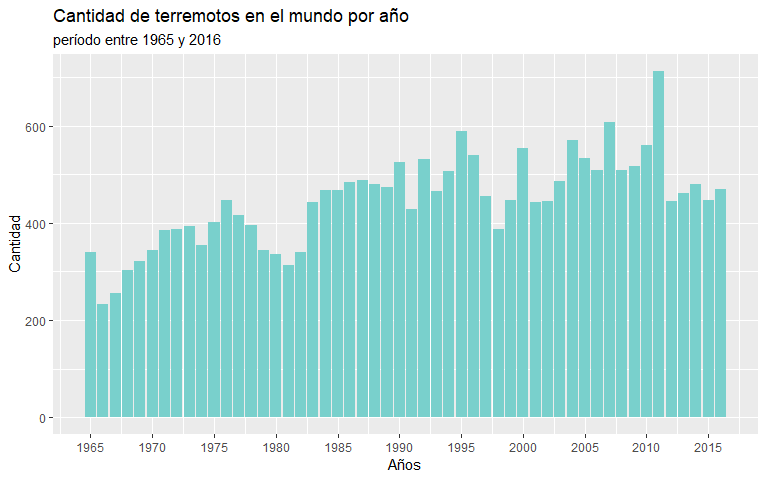 Cantidad de terremotos en el mundo por año
período entre 1965 y 2016
Cantidad
600
400
200
0
1965 1970 1975 1980 1985 1990 1995 2000 2005 2010 2015
Años